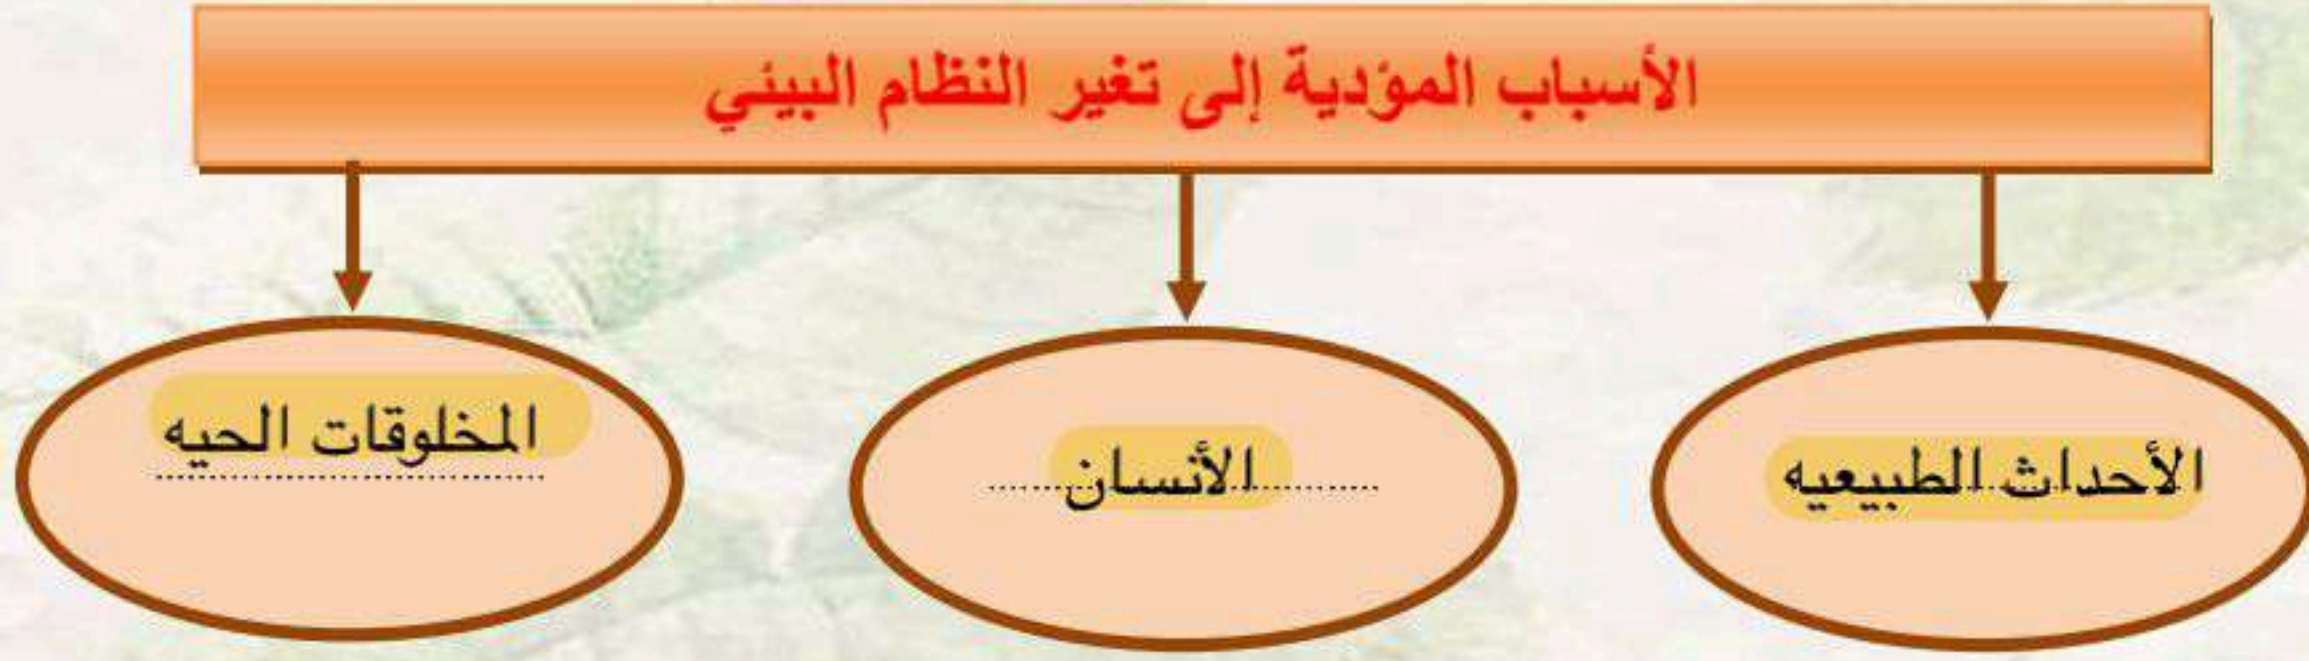 الأسباب المؤدية إلى تغير النظام البيئي
الأحداث الطبيعيه
الأنسان
المخلوقات الحيه